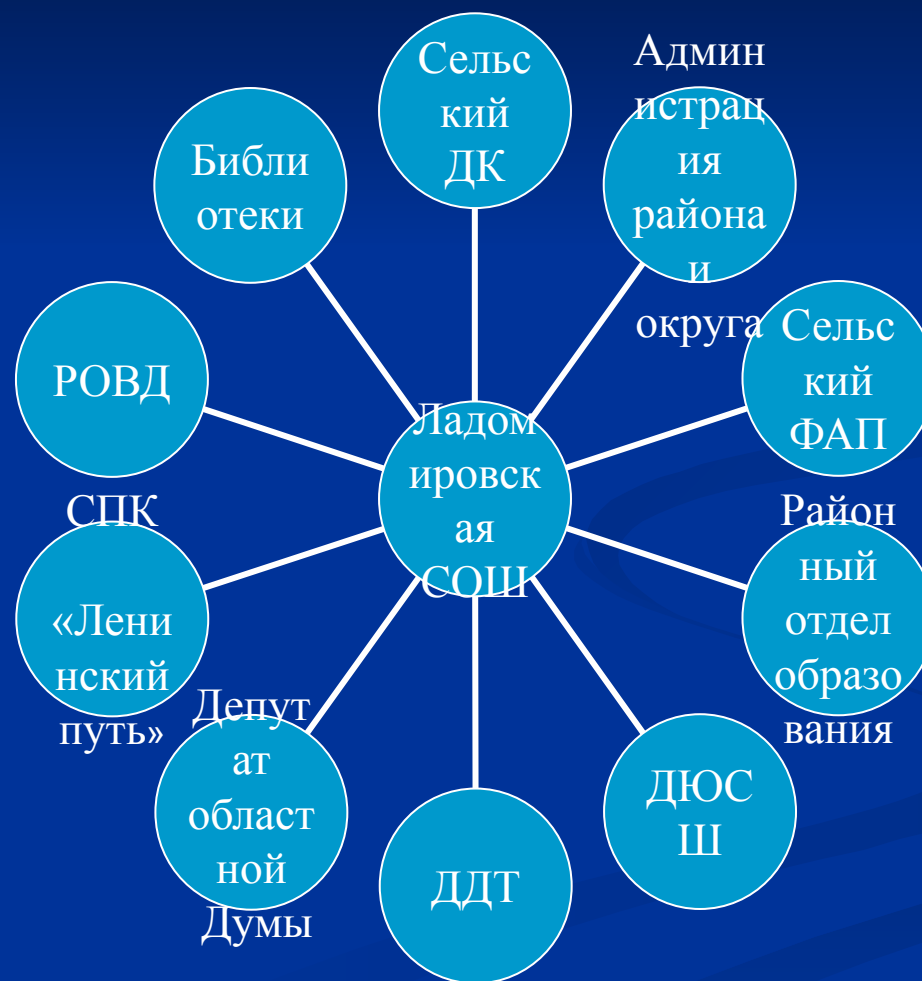 Сельс
кий
ДК
Админ
истрац
ия
района
и
округа
Сельс
кий
ФАП
Район
ный
отдел
образо
вания
ДЮС
Ш
ДДТ
Депут
ат
област
ной
Думы
СПК
«Лени
нский
путь»
РОВД
Библи
отеки
Ладом
ировск
ая
СОШ